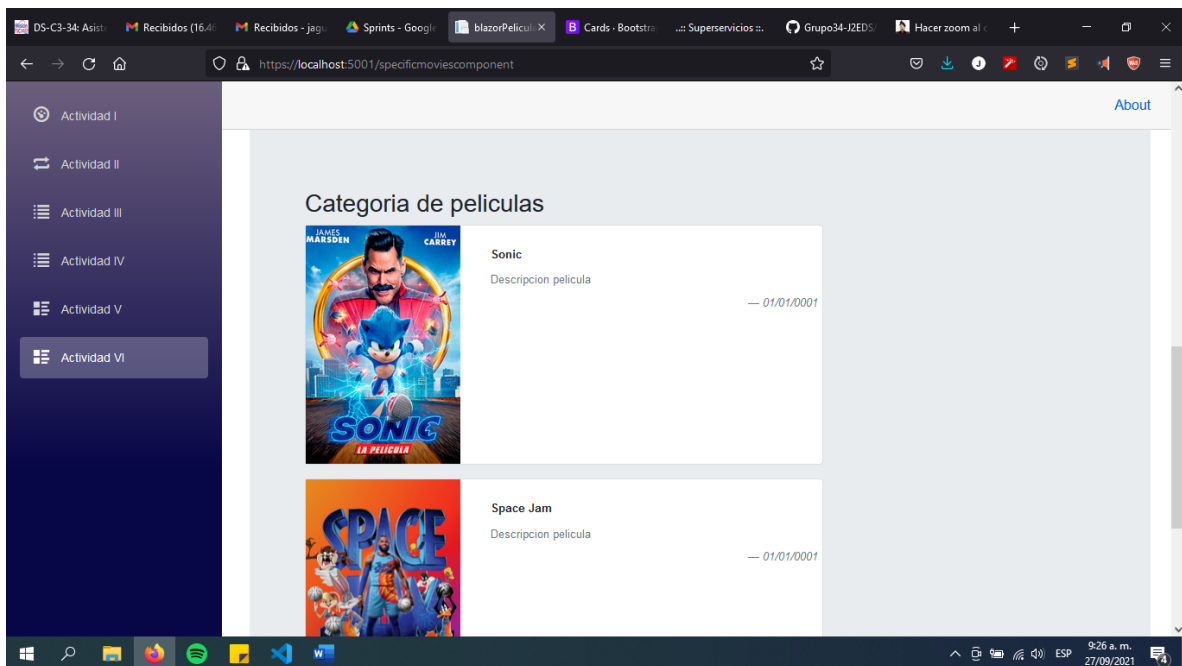 DS-C3-34: Asiste
Recibidos (16.46
Recibidos - jagu
Sprints - Google
blazorPelicul
Cards · Bootstra
..:: Superservicios ::.
Grupo34-J2EDS/
Hacer zoom al c
https://localhost:5001/specificmoviescomponent
About
Actividad I
Actividad II
Actividad III
Actividad IV
Actividad V
Actividad VI
Categoria de peliculas
JAMES MARSDEN
JIM CARREY
SONIC
LA PELÍCULA
Sonic
Descripcion pelicula
— 01/01/0001
SPACE
JAM
Space Jam
Descripcion pelicula
— 01/01/0001
ESP
9:26 a. m.
27/09/2021